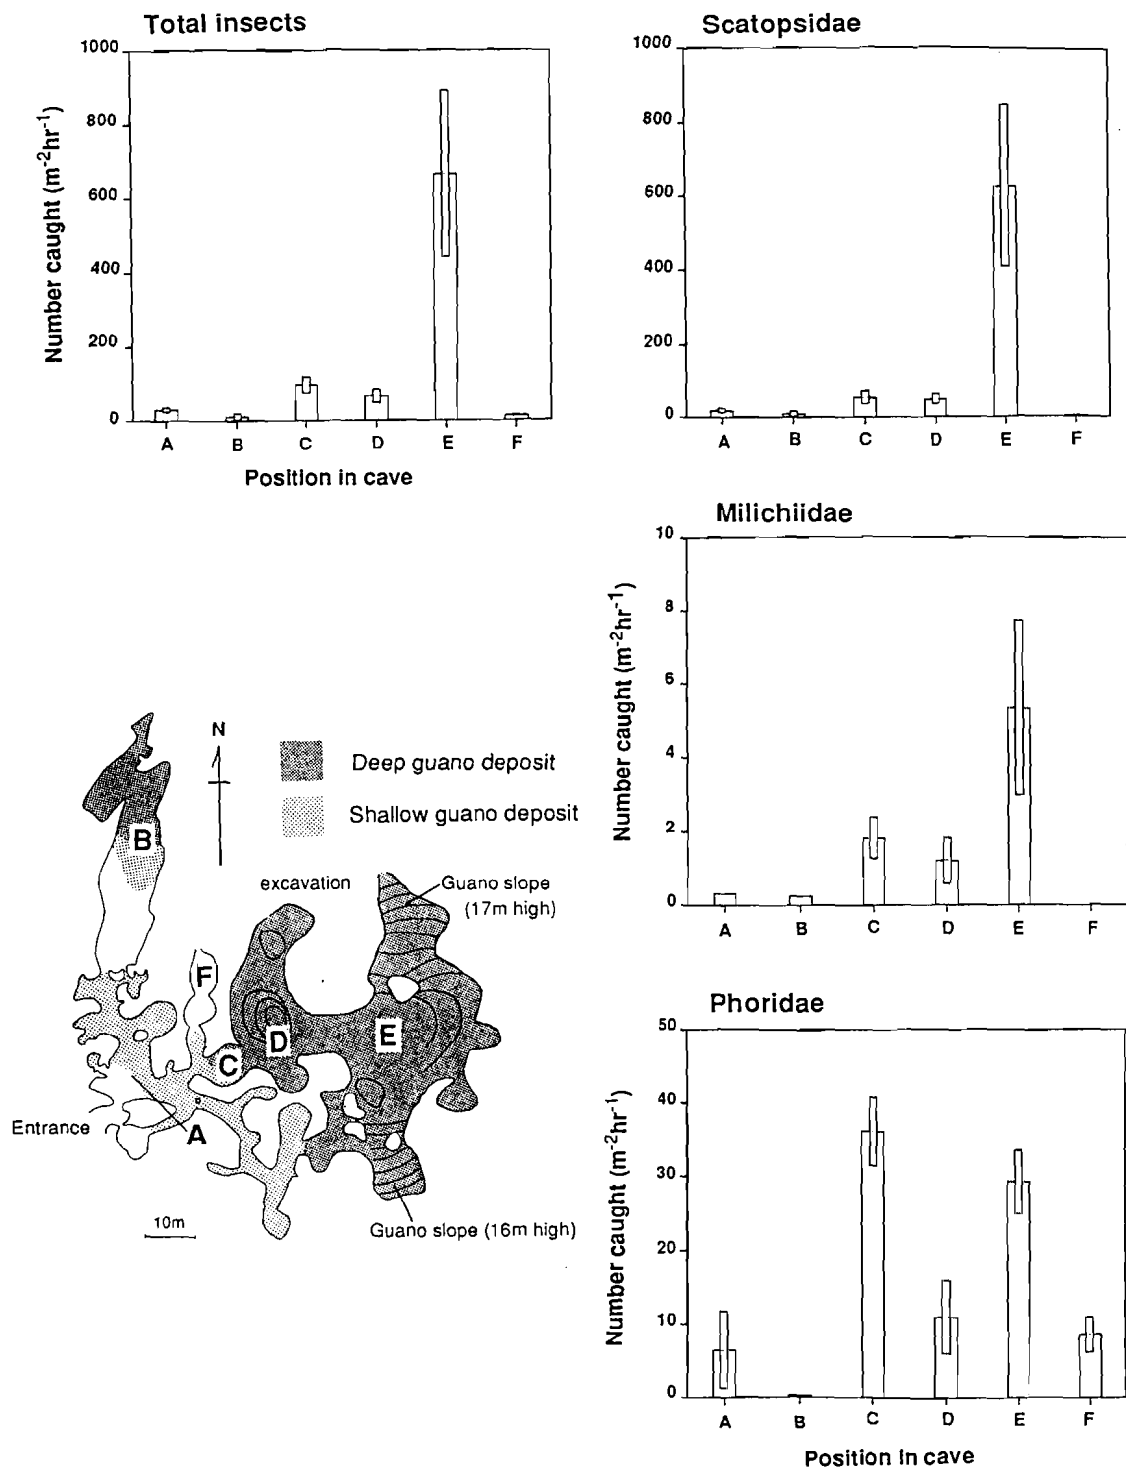 Total insects
1000
800
600
400
200
0
Number caught (m-2hr-1)
A B C D E F
Position in cave
Scatopsidae
1000
800
600
400
200
0
A B C D E F
Milichiidae
10
8
6
4
2
0
Number caught (m-2hr-1)
A B C D E F
N
Deep guano deposit
Shallow guano deposit
B
excavation
Guano slope
(17m high)
F
D
E
C
Entrance
A
10m
Guano slope (16m high)
Phoridae
50
40
30
20
10
0
Number caught (m-2hr-1)
A B C D E F
Position in cave